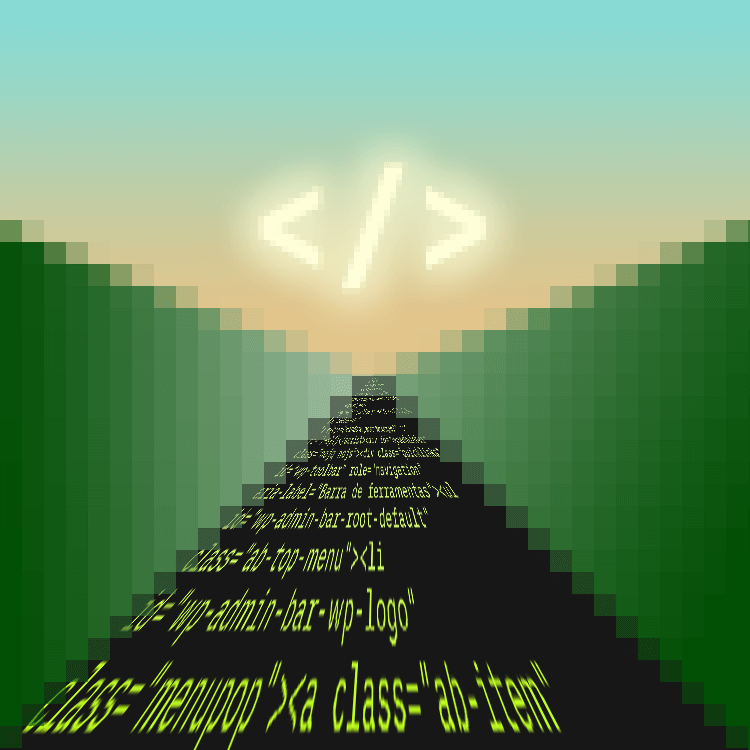 </>
id="wp-toolbar" role="navigation"
aria-label="Barra de ferramentas"><ul
id="wp-admin-bar-root-default"
class="ab-top-menu"><li
id="wp-admin-bar-wp-logo"
class="menupop"><a class="ab-item"